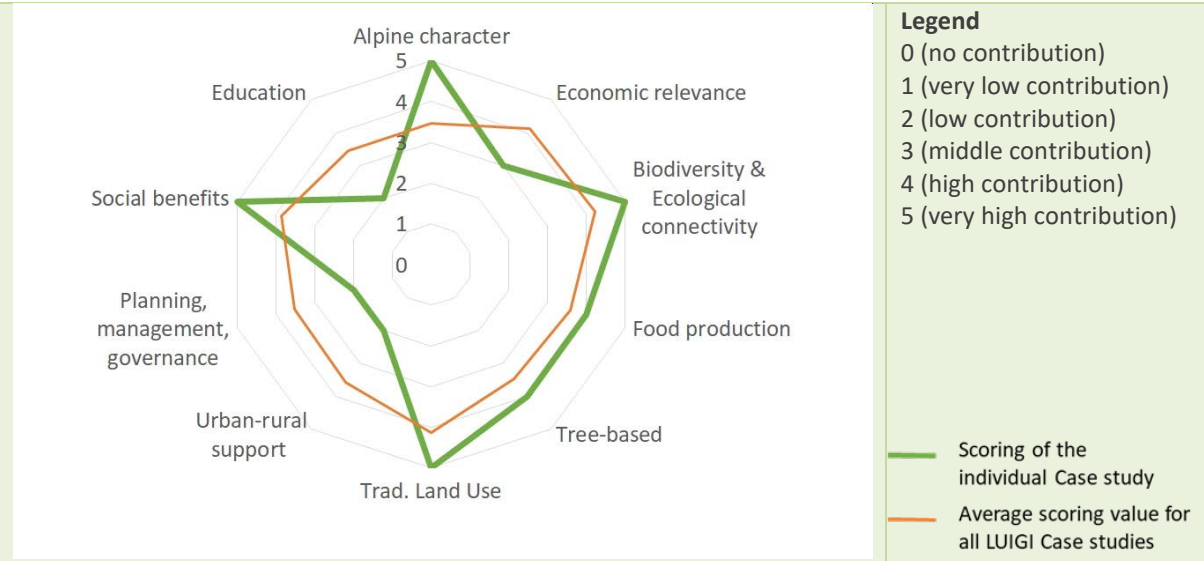 Alpine character
5
Education
4
Economic relevance
3
Biodiversity &
Ecological
connectivity
Social benefits
2
1
0
Planning,
management,
governance
Food production
Urban-rural
support
Tree-based
Trad. Land Use
Legend
0 (no contribution)
1 (very low contribution)
2 (low contribution)
3 (middle contribution)
4 (high contribution)
5 (very high contribution)
Scoring of the
individual Case study
Average scoring value for
all LUIGI Case studies